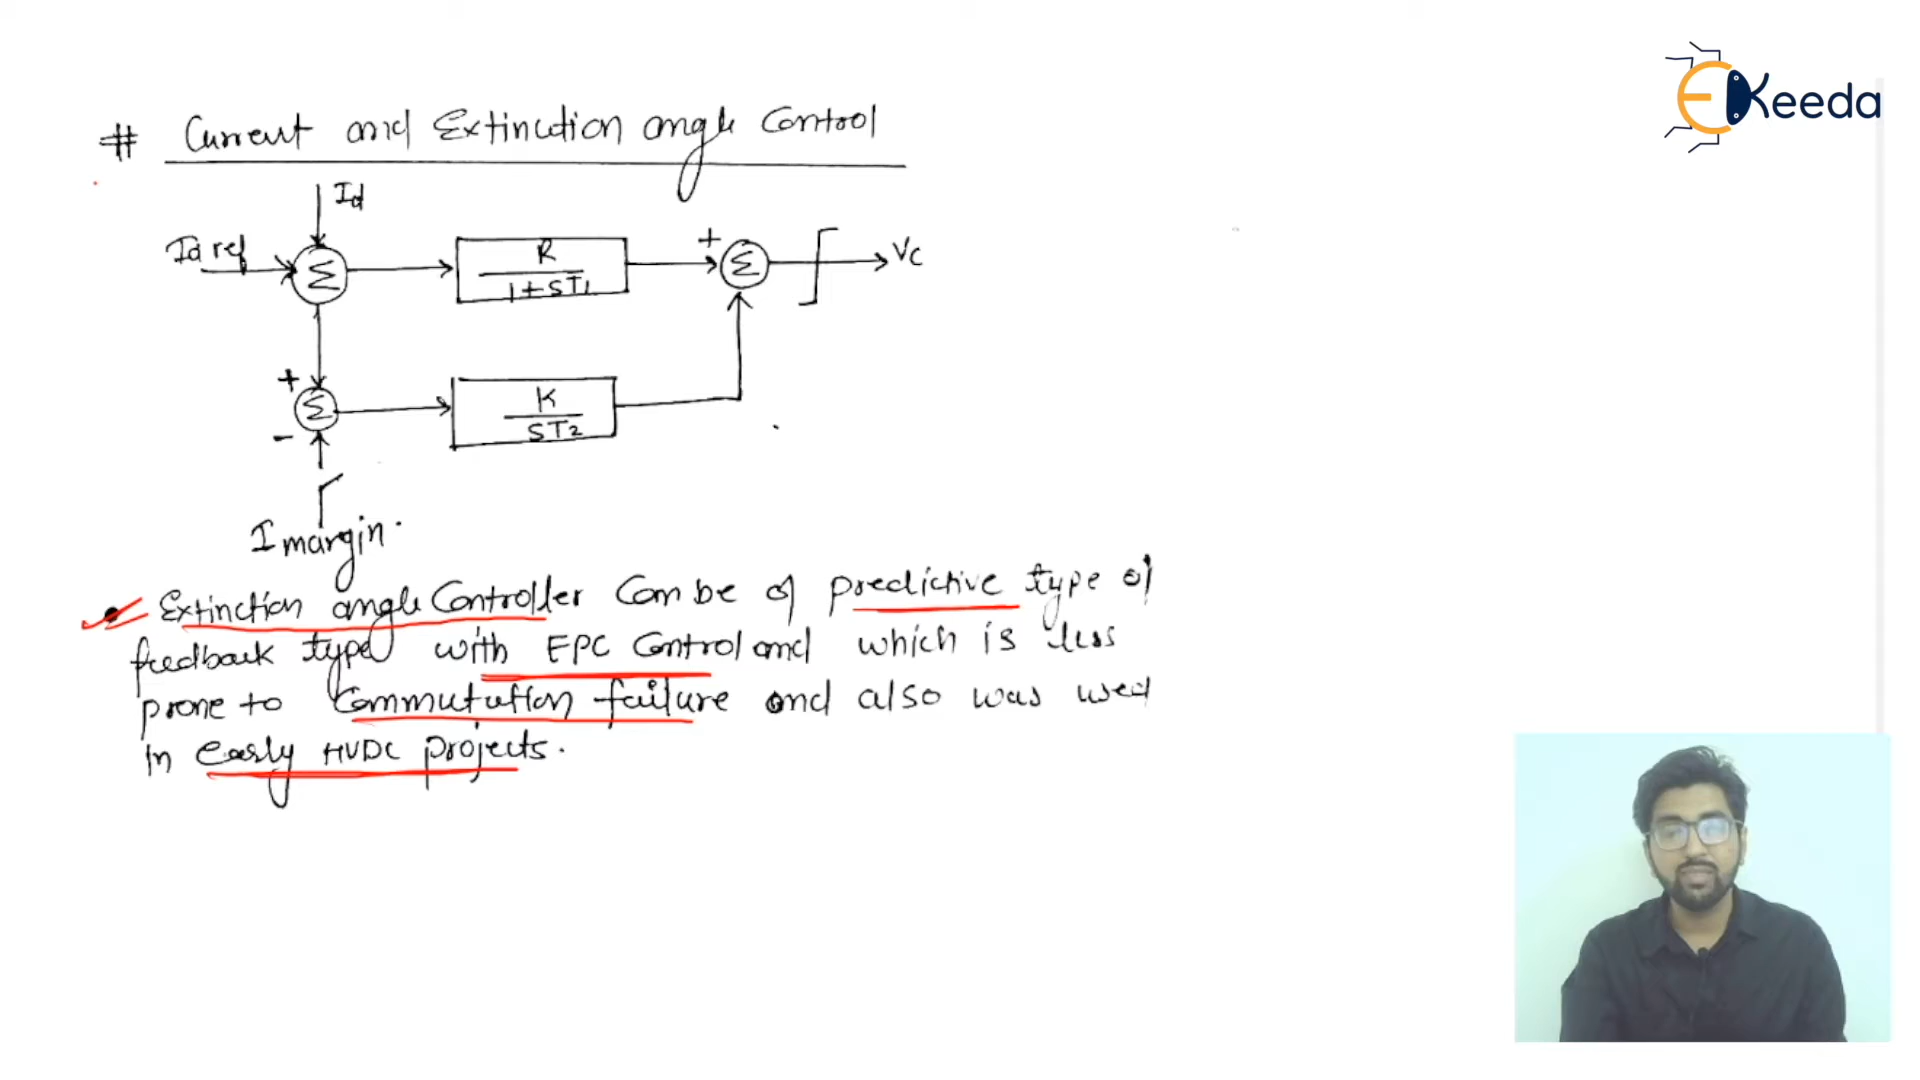 EKeeda
# Current and Extinction angle Control
Id
Id ref
Σ
R
1+ST1
+
Σ
Vc
+
Σ
-
K
ST2
I margin.
Extinction angle Controller Can be of predictive type of
feedback type with EPC Control and which is less
prone to Commutation failure and also was used
in early HVDC projects.